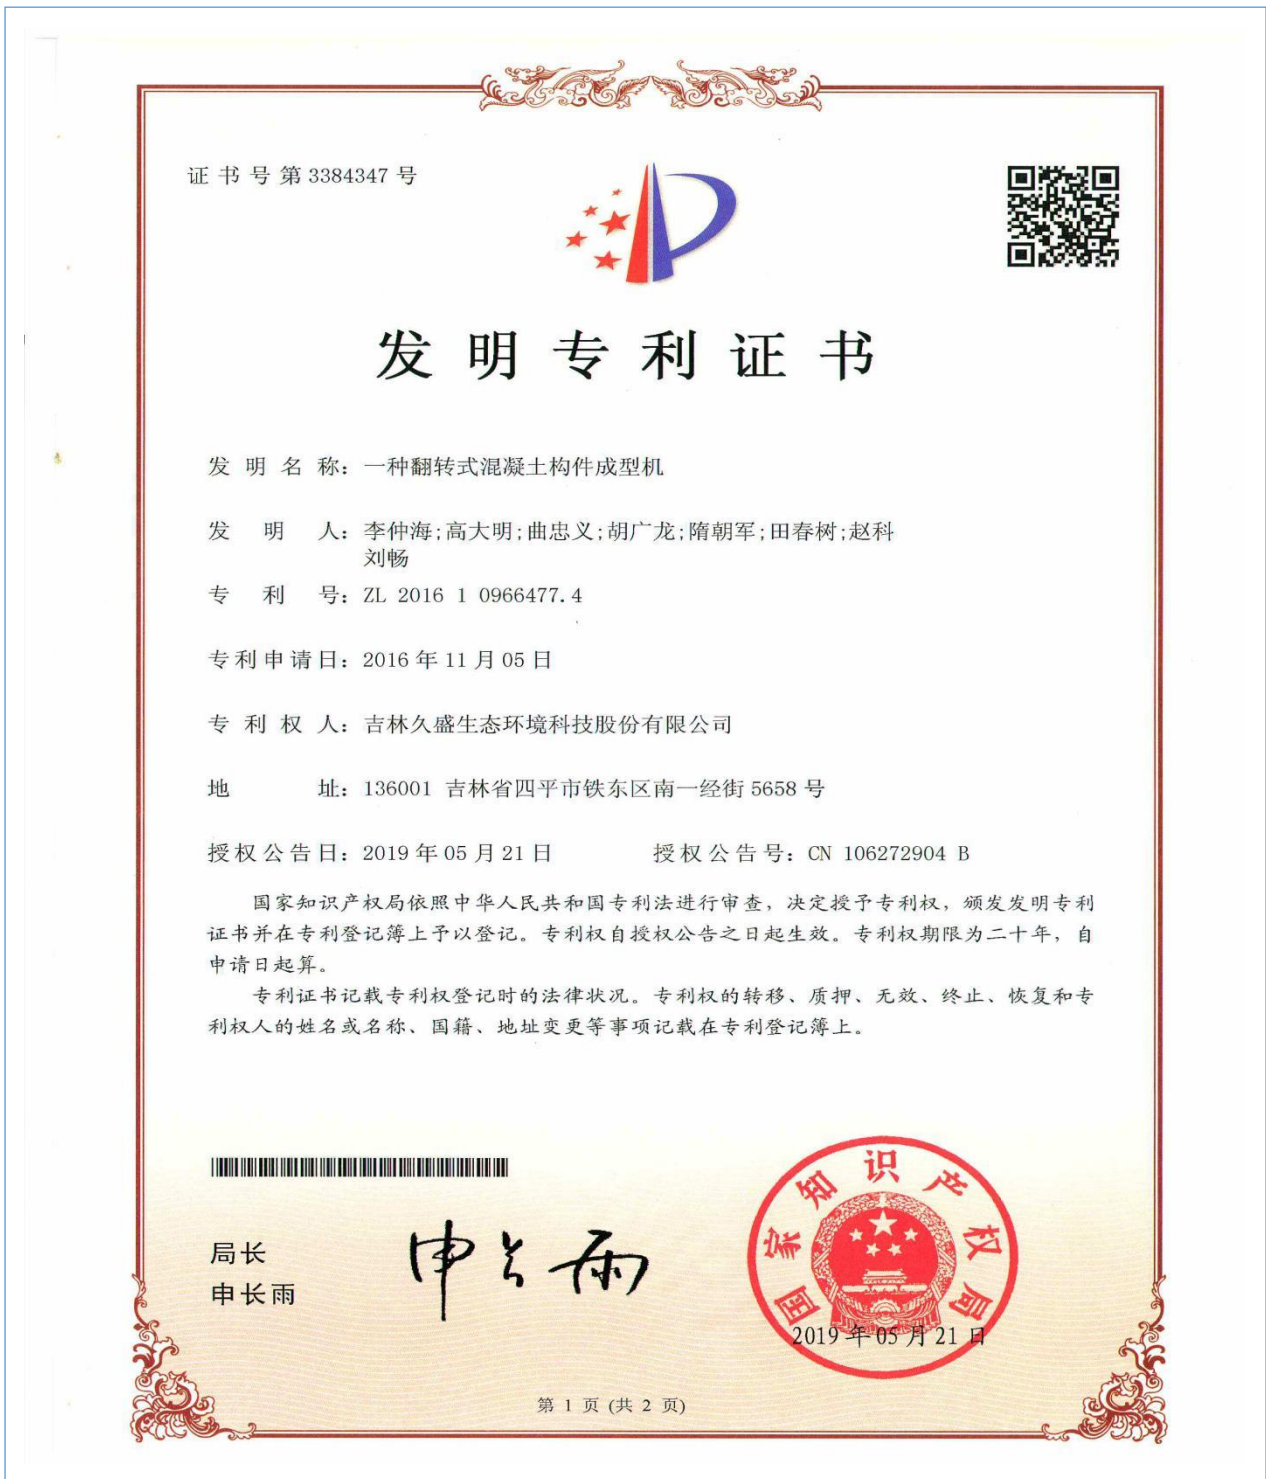 证书号第3384347号
发明专利证书
发明名称：一种翻转式混凝土构件成型机
发明人：李仲海;高大明;曲忠义;胡广龙;隋朝军;田春树;赵科
刘畅
专利号：ZL 2016 1 0966477.4
专利申请日：2016年11月05日
专利权人：吉林久盛生态环境科技股份有限公司
地址：136001 吉林省四平市铁东区南一经街5658号
授权公告日：2019年05月21日 授权公告号：CN 106272904 B
国家知识产权局依照中华人民共和国专利法进行审查，决定授予专利权，颁发发明专利
证书并在专利登记簿上予以登记。专利权自授权公告之日起生效。专利权期限为二十年，自
申请日起算。
专利证书记载专利权登记时的法律状况。专利权的转移、质押、无效、终止、恢复和专
利权人的姓名或名称、国籍、地址变更等事项记载在专利登记簿上。
局长
申长雨
申长雨
国家知识产权局
2019年05月21日
第 1 页 (共 2 页)